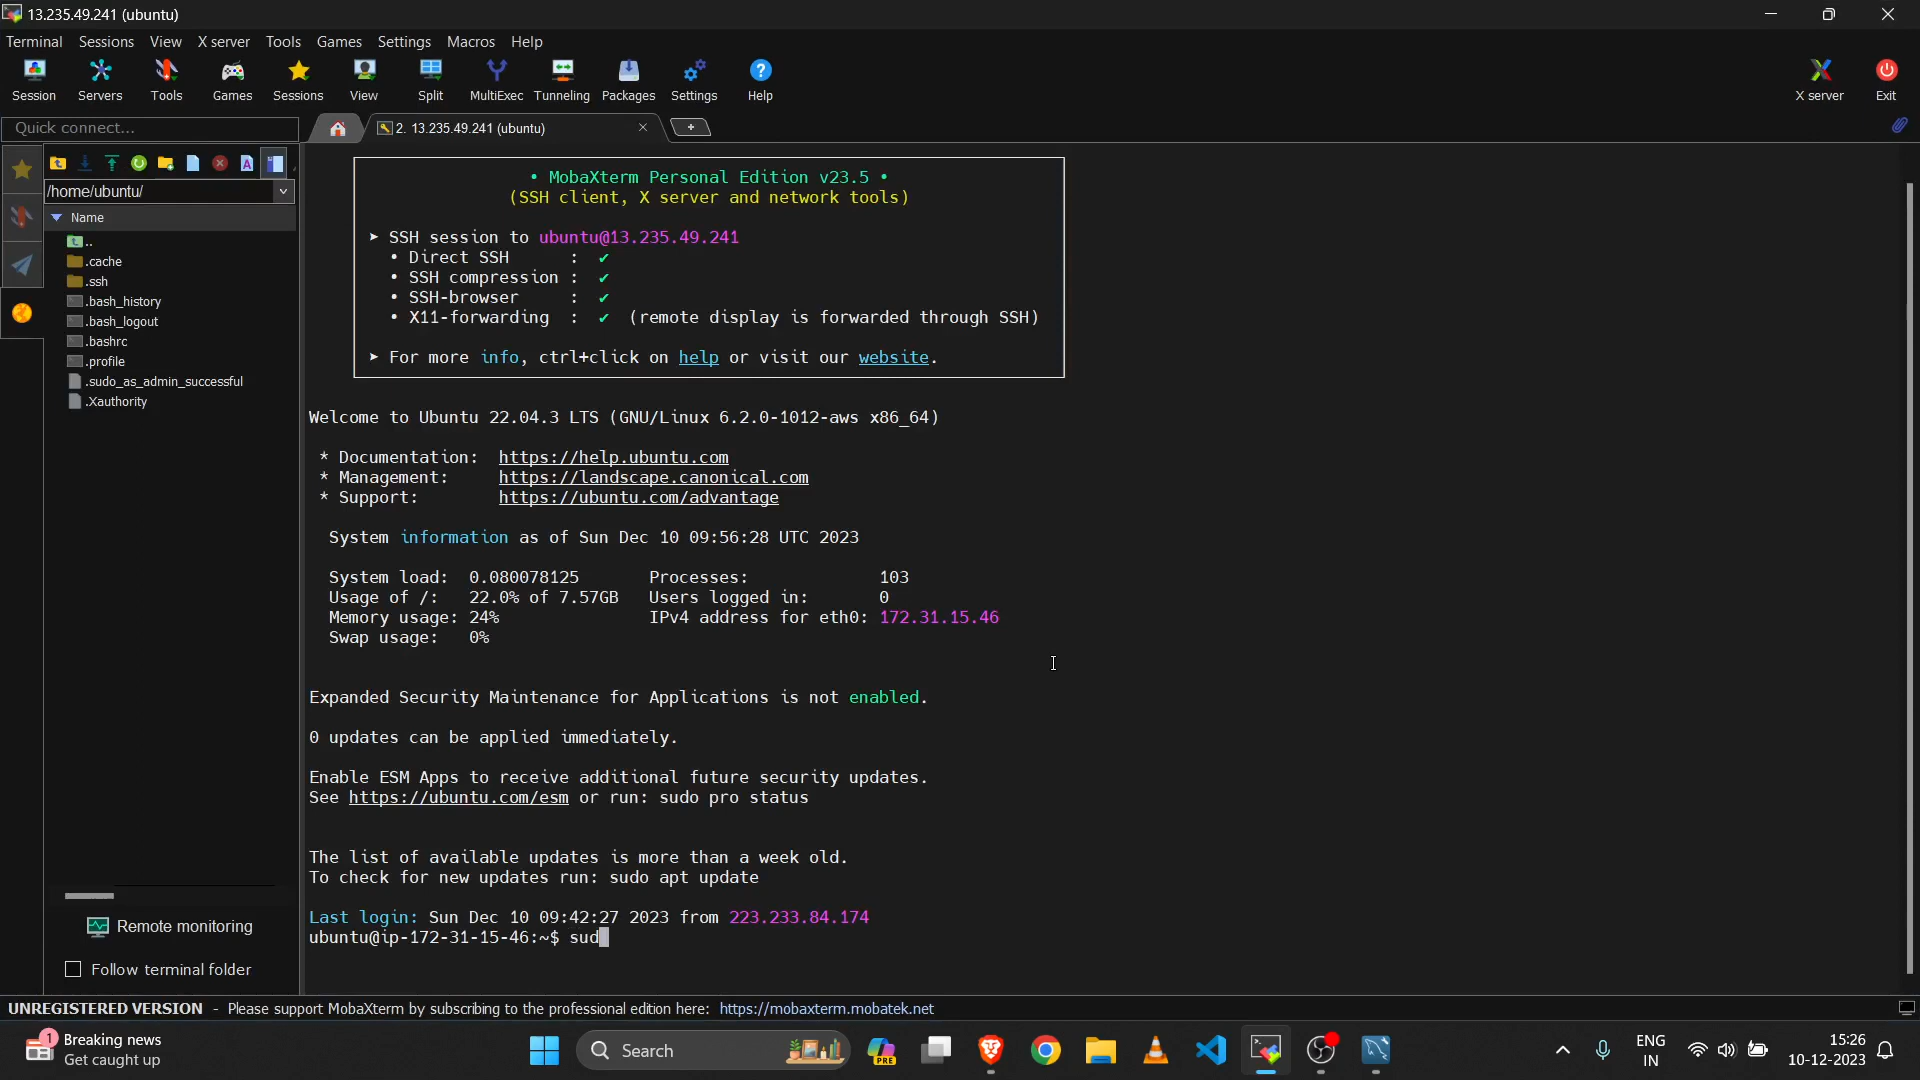 13.235.49.241 (ubuntu)
Terminal Sessions View X server Tools Games Settings Macros Help
Session Servers Tools Games Sessions View Split MultiExec Tunneling Packages Settings Help X server Exit
Quick connect...
2. 13.235.49.241 (ubuntu)
/home/ubuntu/
Name
..
.cache
.ssh
.bash_history
.bash_logout
.bashrc
.profile
.sudo_as_admin_successful
.Xauthority
Remote monitoring
Follow terminal folder
• MobaXterm Personal Edition v23.5 •
(SSH client, X server and network tools)
➤ SSH session to ubuntu@13.235.49.241
• Direct SSH : ✔
• SSH compression : ✔
• SSH-browser : ✔
• X11-forwarding : ✔ (remote display is forwarded through SSH)
➤ For more info, ctrl+click on help or visit our website.
Welcome to Ubuntu 22.04.3 LTS (GNU/Linux 6.2.0-1012-aws x86_64)
* Documentation: https://help.ubuntu.com
* Management: https://landscape.canonical.com
* Support: https://ubuntu.com/advantage
System information as of Sun Dec 10 09:56:28 UTC 2023
System load: 0.080078125 Processes: 103
Usage of /: 22.0% of 7.57GB Users logged in: 0
Memory usage: 24% IPv4 address for eth0: 172.31.15.46
Swap usage: 0%
Expanded Security Maintenance for Applications is not enabled.
0 updates can be applied immediately.
Enable ESM Apps to receive additional future security updates.
See https://ubuntu.com/esm or run: sudo pro status
The list of available updates is more than a week old.
To check for new updates run: sudo apt update
Last login: Sun Dec 10 09:42:27 2023 from 223.233.84.174
ubuntu@ip-172-31-15-46:~$ sud
UNREGISTERED VERSION - Please support MobaXterm by subscribing to the professional edition here: https://mobaxterm.mobatek.net
1
Breaking news
Get caught up
Search
PRE
ENG
IN
15:26
10-12-2023